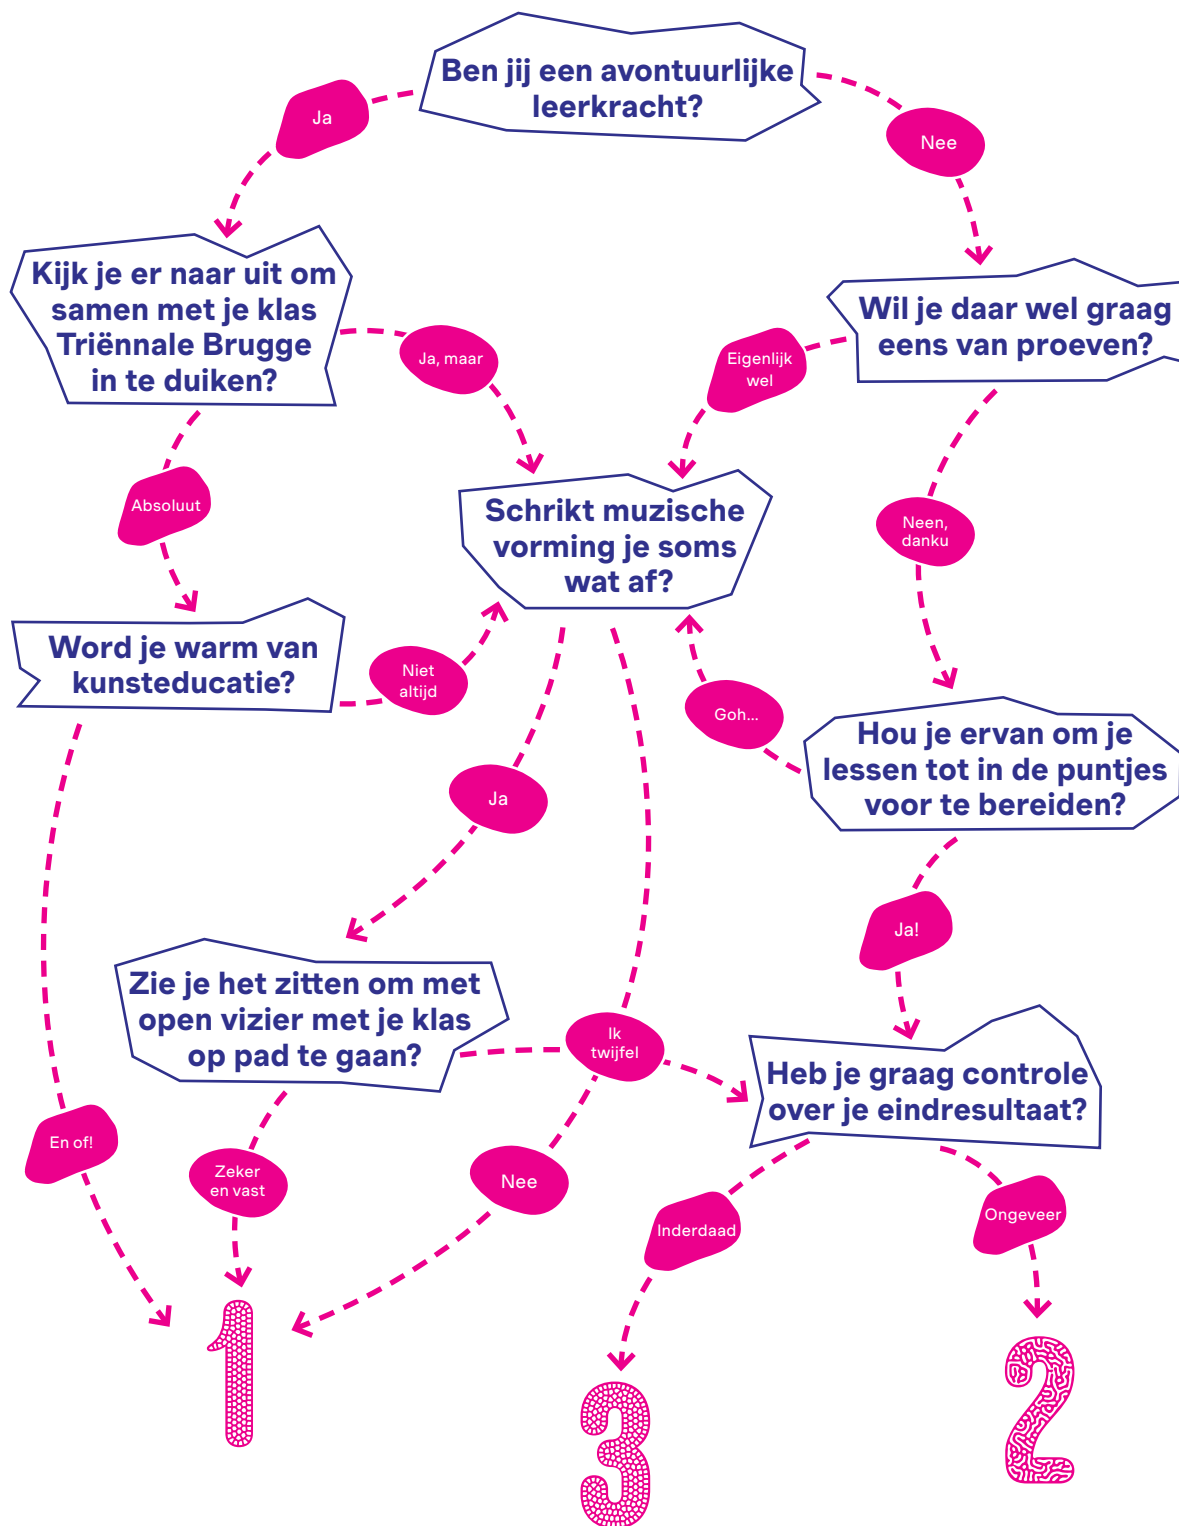 Ben jij een avontuurlijke
leerkracht?
Ja
Nee
Kijk je er naar uit om
samen met je klas
Triënnale Brugge
in te duiken?
Wil je daar wel graag
eens van proeven?
Ja, maar
Eigenlijk
wel
Absoluut
Schrikt muzische
vorming je soms
wat af?
Neen,
danku
Word je warm van
kunsteducatie?
Niet
altijd
Goh...
Hou je ervan om je
lessen tot in de puntjes
voor te bereiden?
Ja
Ja!
Zie je het zitten om met
open vizier met je klas
op pad te gaan?
Ik
twijfel
Heb je graag controle
over je eindresultaat?
En of!
Zeker
en vast
Nee
Inderdaad
Ongeveer
1
3
2